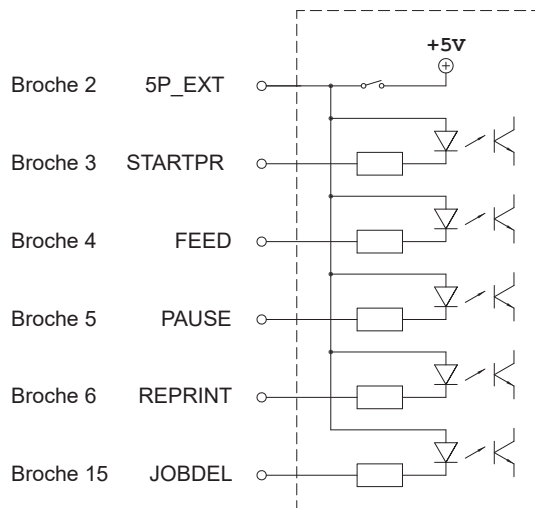 +5V
Broche 2 5P_EXT
Broche 3 STARTPR
Broche 4 FEED
Broche 5 PAUSE
Broche 6 REPRINT
Broche 15 JOBDEL